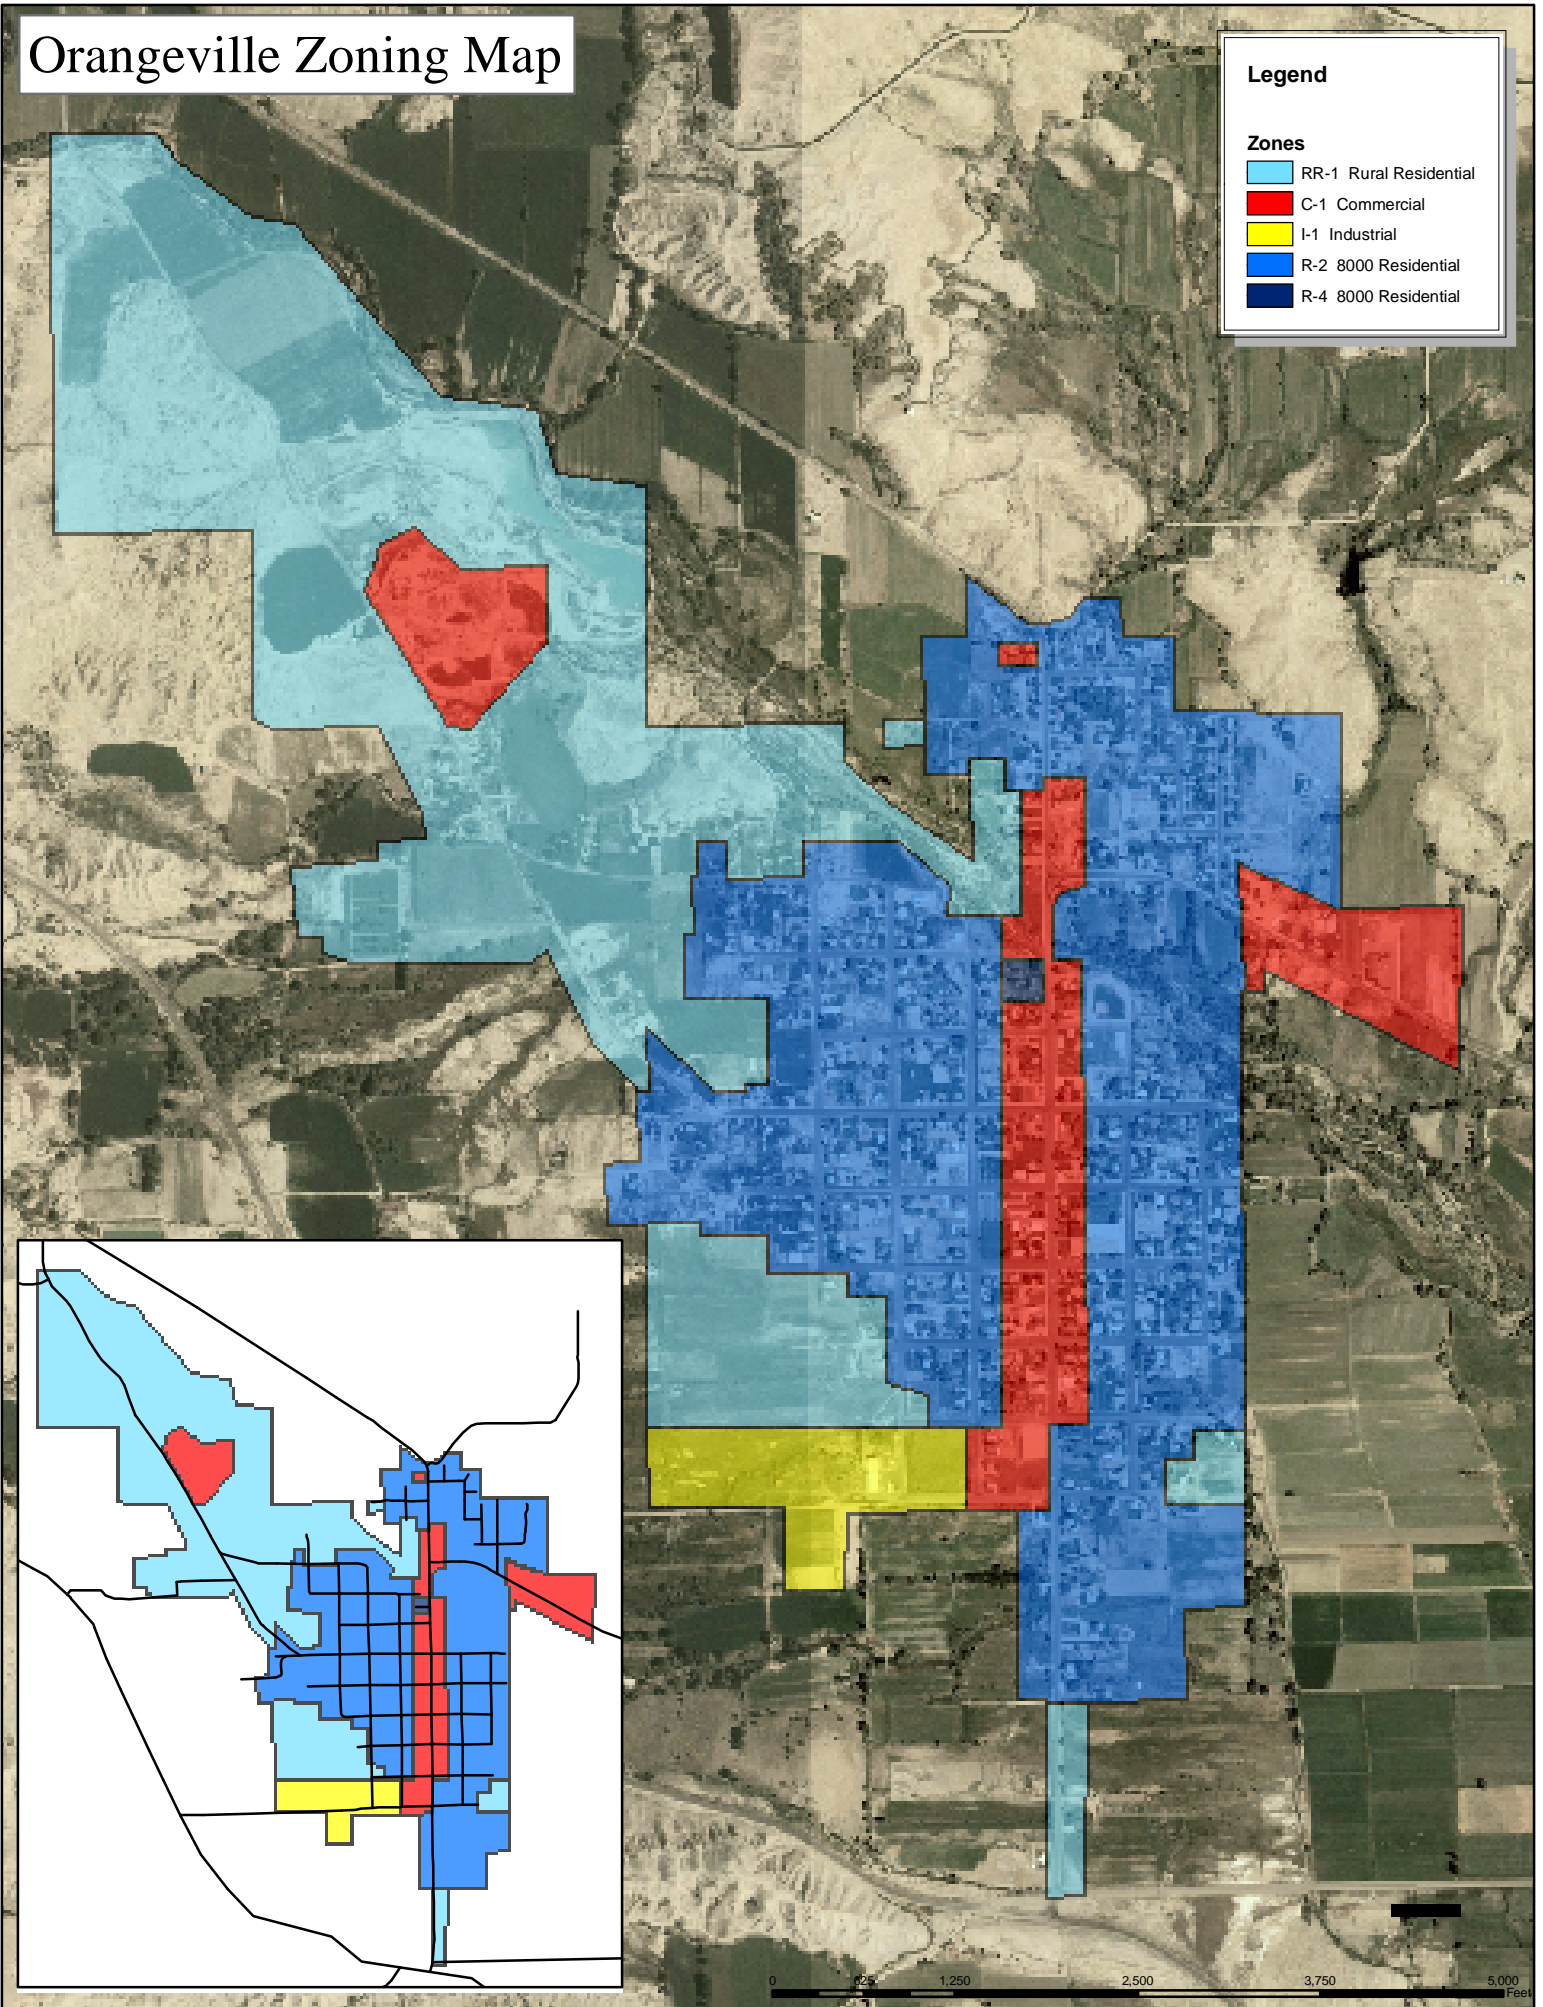 Orangeville Zoning Map
Legend
Zones
RR-1 Rural Residential
C-1 Commercial
I-1 Industrial
R-2 8000 Residential
R-4 8000 Residential
0 625 1,250 2,500 3,750 5,000
Feet